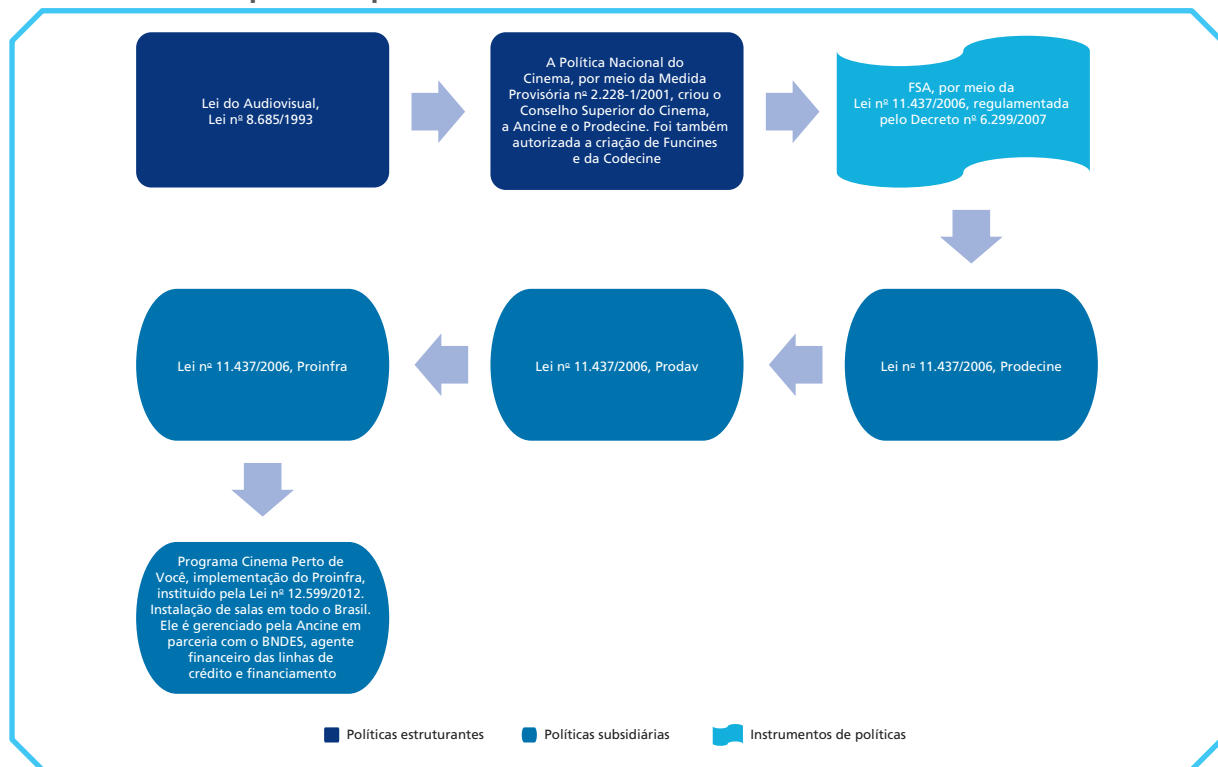 Lei do Audiovisual,
Lei nº 8.685/1993
A Política Nacional do
Cinema, por meio da Medida
Provisória nº 2.228-1/2001, criou o
Conselho Superior do Cinema,
a Ancine e o Prodecine. Foi também
autorizada a criação de Funcines
e da Codecine
FSA, por meio da
Lei nº 11.437/2006, regulamentada
pelo Decreto nº 6.299/2007
Lei nº 11.437/2006, Proinfra
Lei nº 11.437/2006, Prodav
Lei nº 11.437/2006, Prodecine
Programa Cinema Perto de
Você, implementação do Proinfra,
instituído pela Lei nº 12.599/2012.
Instalação de salas em todo o Brasil.
Ele é gerenciado pela Ancine em
parceria com o BNDES, agente
financeiro das linhas de
crédito e financiamento
Políticas estruturantes
Políticas subsidiárias
Instrumentos de políticas